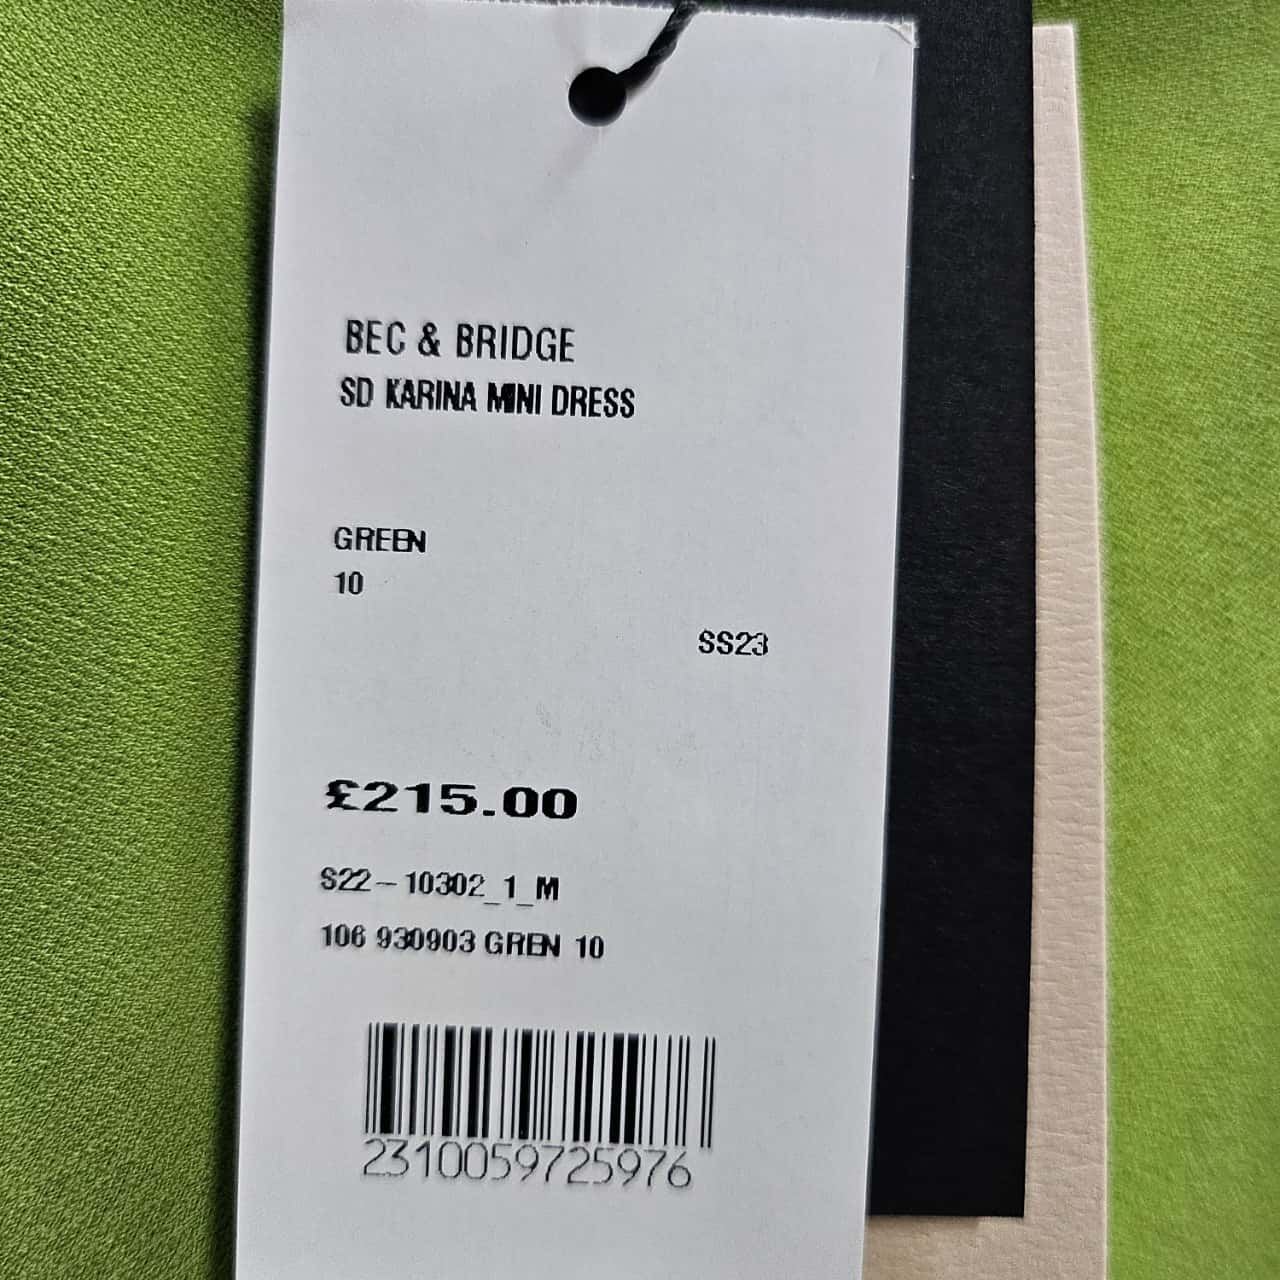 BEC & BRIDGE
SD KARINA MINI DRESS
GREEN
10
SS23
£215.00
S22-10302_1_M
106 930903 GREN 10
2310059725976